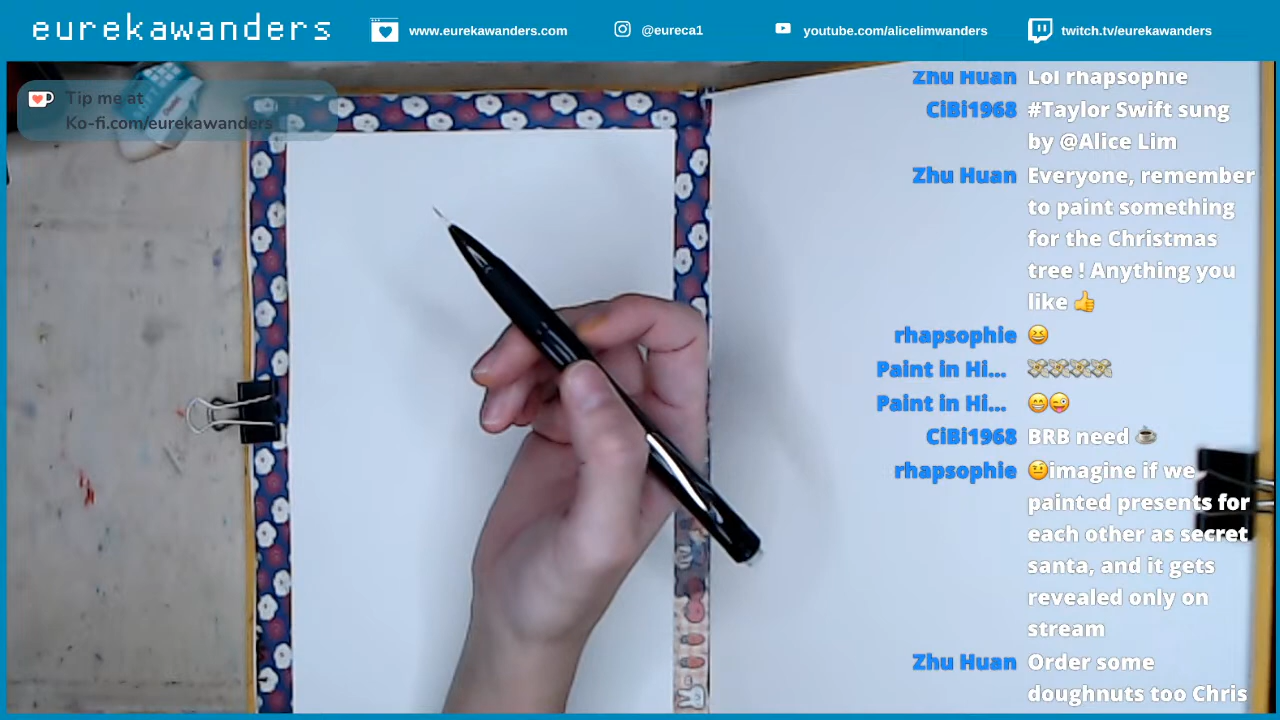 eurekawanders
www.eurekawanders.com
@eureca1
youtube.com/alicelimwanders
twitch.tv/eurekawanders
Tip me at
Ko-fi.com/eurekawanders
Zhu Huan Lol rhapsophie
CiBi1968 #Taylor Swift sung
by @Alice Lim
Zhu Huan Everyone, remember
to paint something
for the Christmas
tree ! Anything you
like 👍
rhapsophie 😆
Paint in Hi... 💸💸💸💸
Paint in Hi... 😁😜
CiBi1968 BRB need ☕
rhapsophie 🤨imagine if we
painted presents for
each other as secret
santa, and it gets
revealed only on
stream
Zhu Huan Order some
doughnuts too Chris